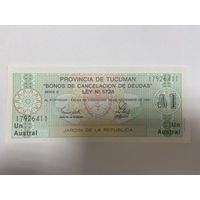 PROVINCIA DE TUCUMAN
17926411
"BONOS DE CANCELACION DE DEUDAS"
SERIE E
LEY Nº 5728
17926411
Un
Austral
A1
Un
Austral
JARDIN DE LA REPUBLICA